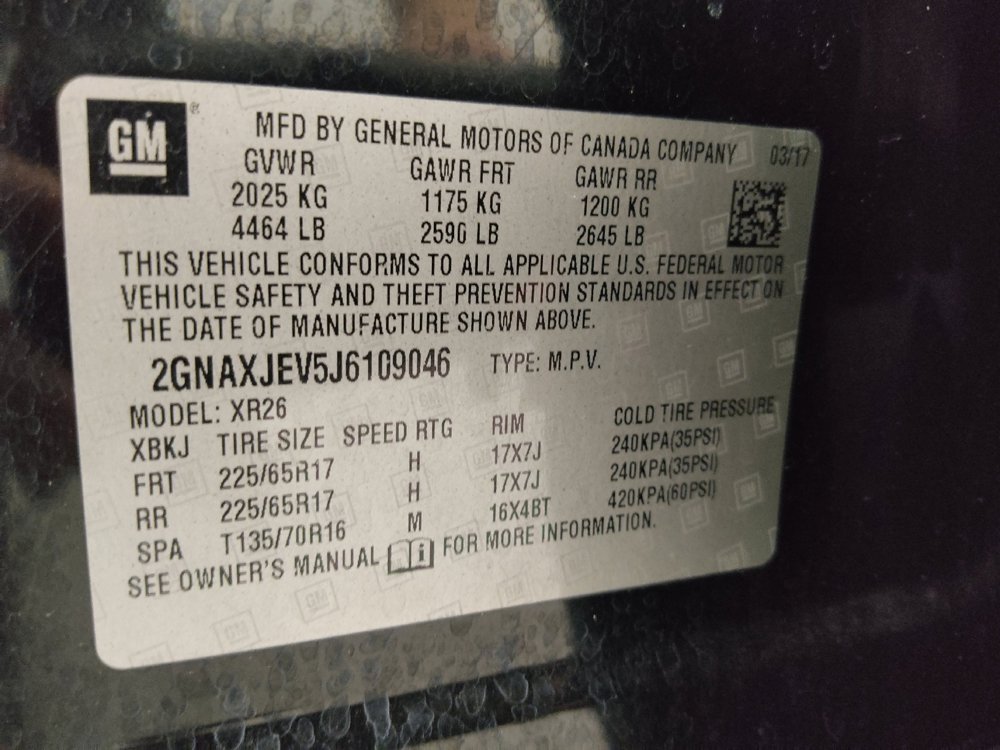 GM ®
MFD BY GENERAL MOTORS OF CANADA COMPANY 03/17
GVWR GAWR FRT GAWR RR
2025 KG 1175 KG 1200 KG
4464 LB 2590 LB 2645 LB
THIS VEHICLE CONFORMS TO ALL APPLICABLE U.S. FEDERAL MOTOR
VEHICLE SAFETY AND THEFT PREVENTION STANDARDS IN EFFECT ON
THE DATE OF MANUFACTURE SHOWN ABOVE.
2GNAXJEV5J6109046 TYPE: M.P.V.
MODEL: XR26
XBKJ TIRE SIZE SPEED RTG RIM COLD TIRE PRESSURE
FRT 225/65R17 H 17X7J 240KPA(35PSI)
RR 225/65R17 H 17X7J 240KPA(35PSI)
SPA T135/70R16 M 16X4BT 420KPA(60PSI)
SEE OWNER'S MANUAL i FOR MORE INFORMATION.